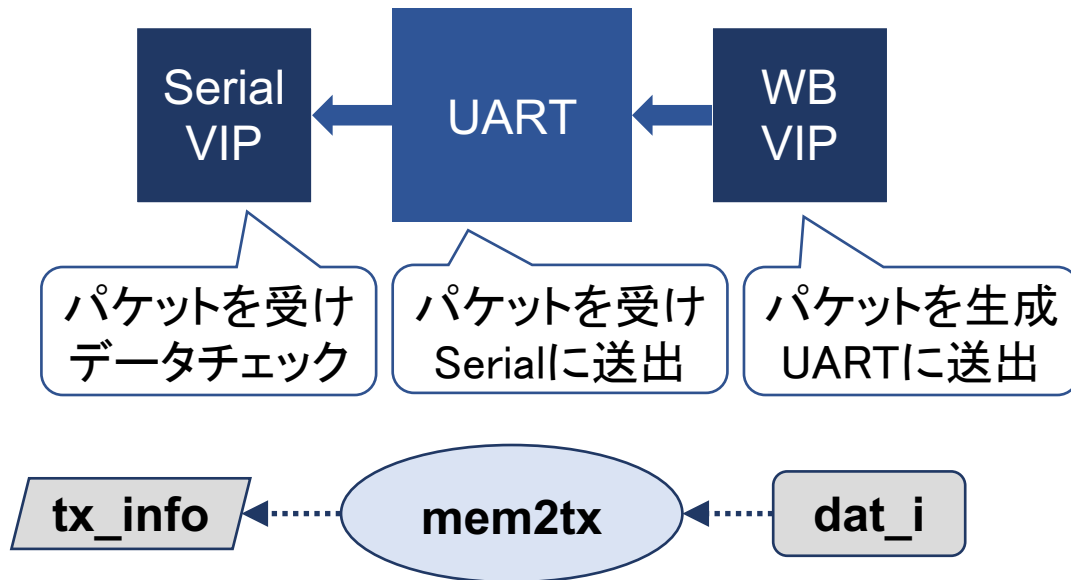 Serial
VIP
UART
WB
VIP
パケットを受け
データチェック
パケットを受け
Serialに送出
パケットを生成
UARTに送出
tx_info
mem2tx
dat_i